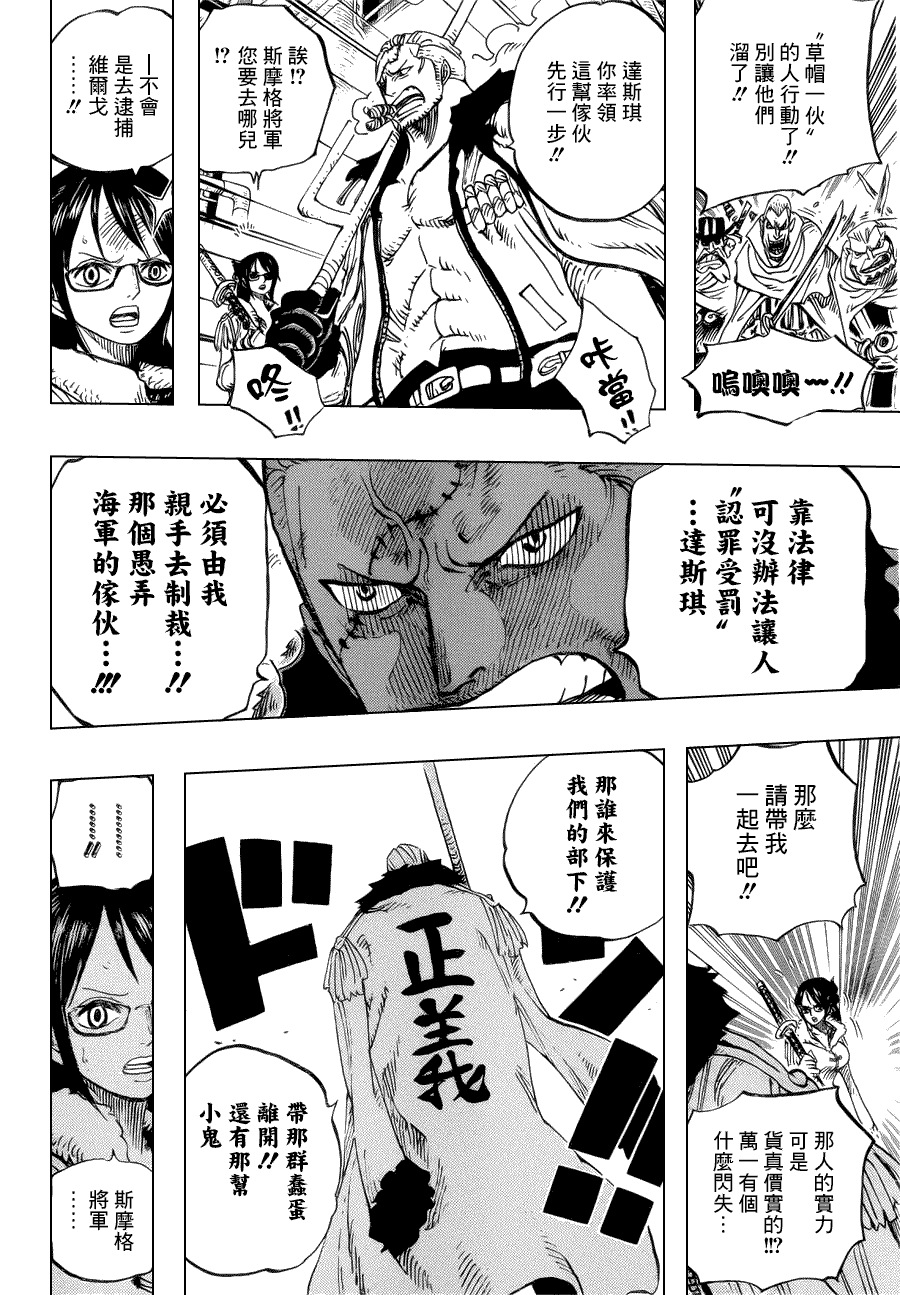 〝草帽一伙〞
的人行動了
別讓他們
溜了!!
嗚噢噢~!!
達斯琪
你率領
這幫傢伙
先行一步!!
誒!?
斯摩格將軍
您要去哪兒
!?
咔當!!
咚!!
—不會
是去逮捕
維爾戈
……!!
靠法律
可沒辦法讓人
〝認罪受罰〞
…達斯琪
必須由我
親手去制裁…!!
那個愚弄
海軍的傢伙…!!!
那麼
請帶我
一起去吧!!
那人的實力
可是
貨真價實的!!?
萬一有個
什麼閃失…
那誰來保護
我們的部下
!!
正義
ドン
帶那群蠢蛋
離開!!
還有那幫
小鬼
………
………!!
斯摩格
將軍
……